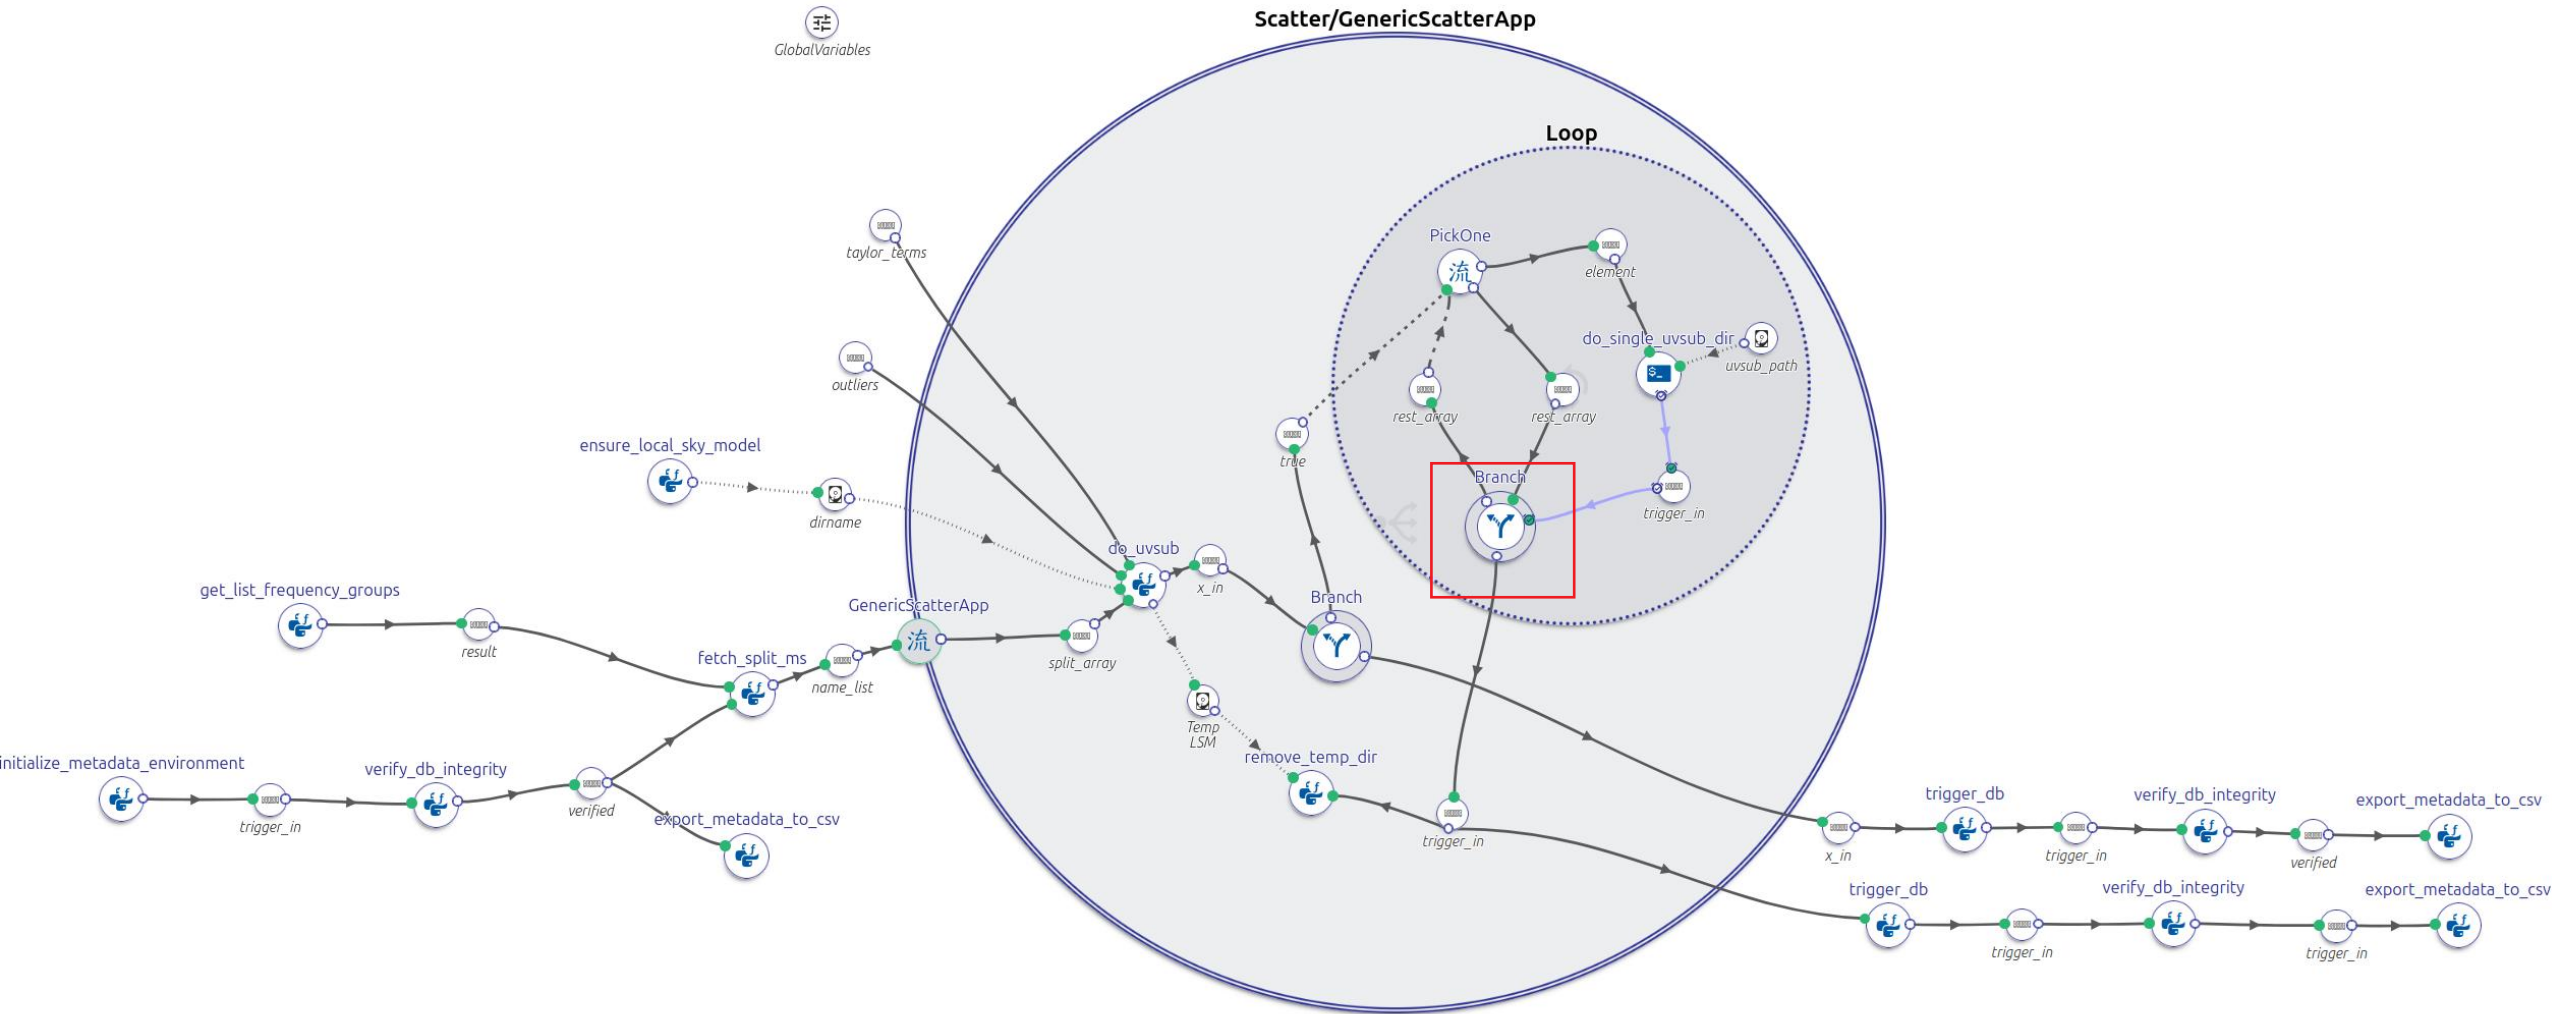 Scatter/GenericScatterApp
GlobalVariables
Loop
taylor_terms
PickOne
流
element
outliers
do_single_uvsub_dir
$_
uvsub_path
rest_array
rest_array
ensure_local_sky_model
true
dirname
Branch
trigger_in
do_uvsub
x_in
get_list_frequency_groups
GenericScatterApp
流
Branch
result
fetch_split_ms
name_list
split_array
Temp
LSM
initialize_metadata_environment
verify_db_integrity
remove_temp_dir
trigger_in
verified
export_metadata_to_csv
trigger_in
trigger_db
verify_db_integrity
export_metadata_to_csv
x_in
trigger_in
verified
trigger_db
verify_db_integrity
export_metadata_to_csv
trigger_in
trigger_in